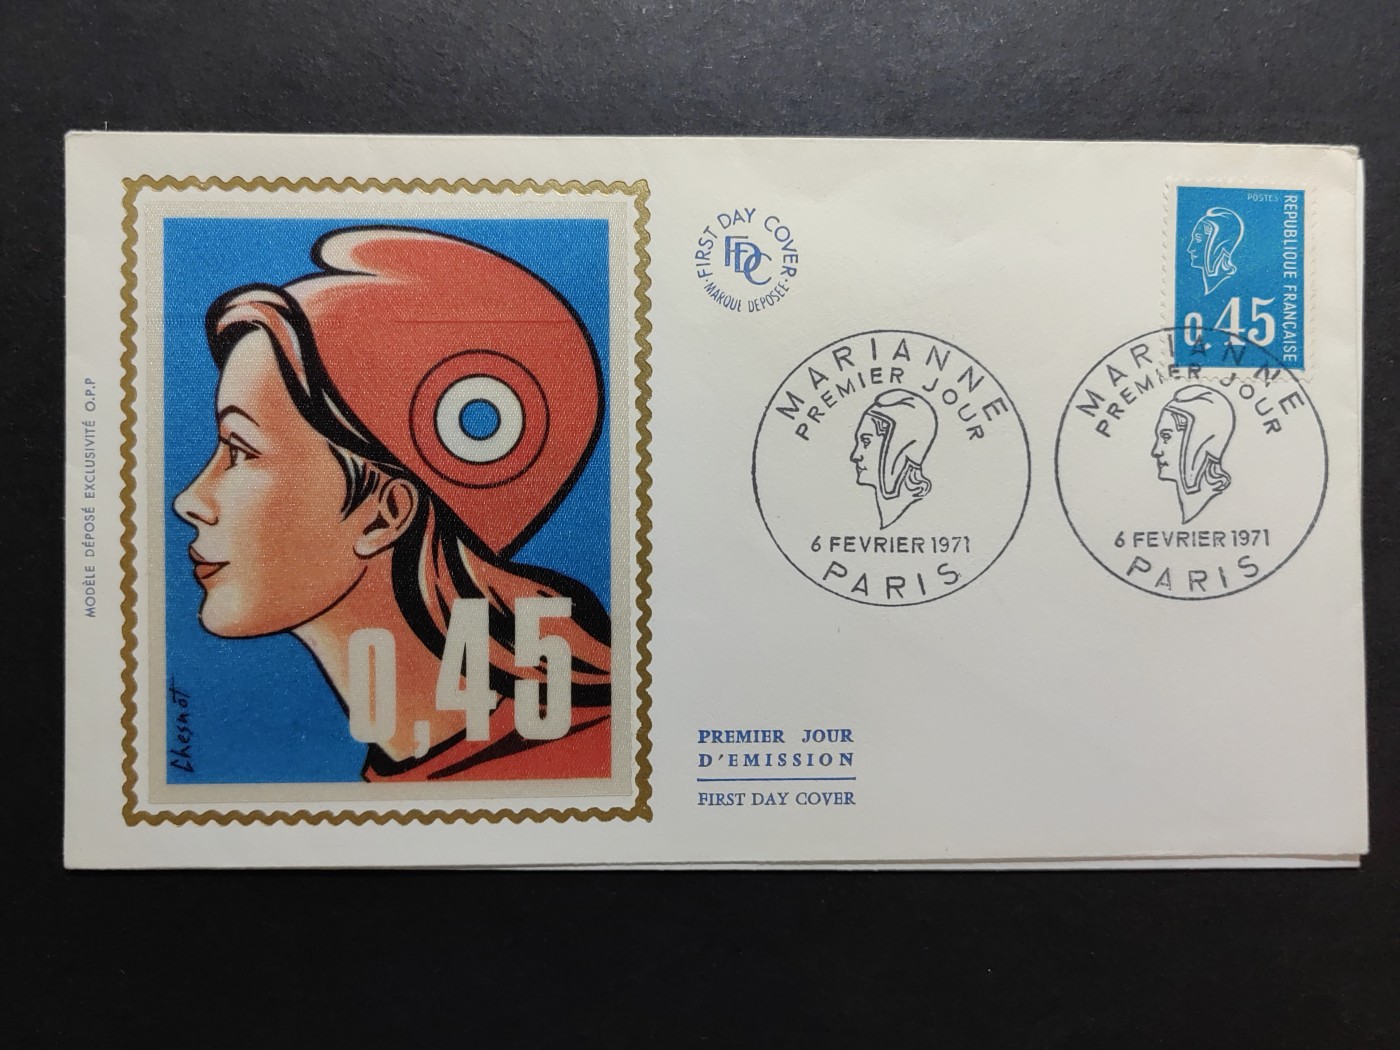 MODÈLE DÉPOSÉ EXCLUSIVITÉ O.P.P
Chesnot
0,45
FIRST DAY COVER
FDC
MARQUE DEPOSEE
POSTES
REPUBLIQUE FRANÇAISE
0.45
MARIANNE
PREMIER JOUR
6 FEVRIER 1971
PARIS
MARIANNE
PREMIER JOUR
6 FEVRIER 1971
PARIS
PREMIER JOUR
D'EMISSION
FIRST DAY COVER